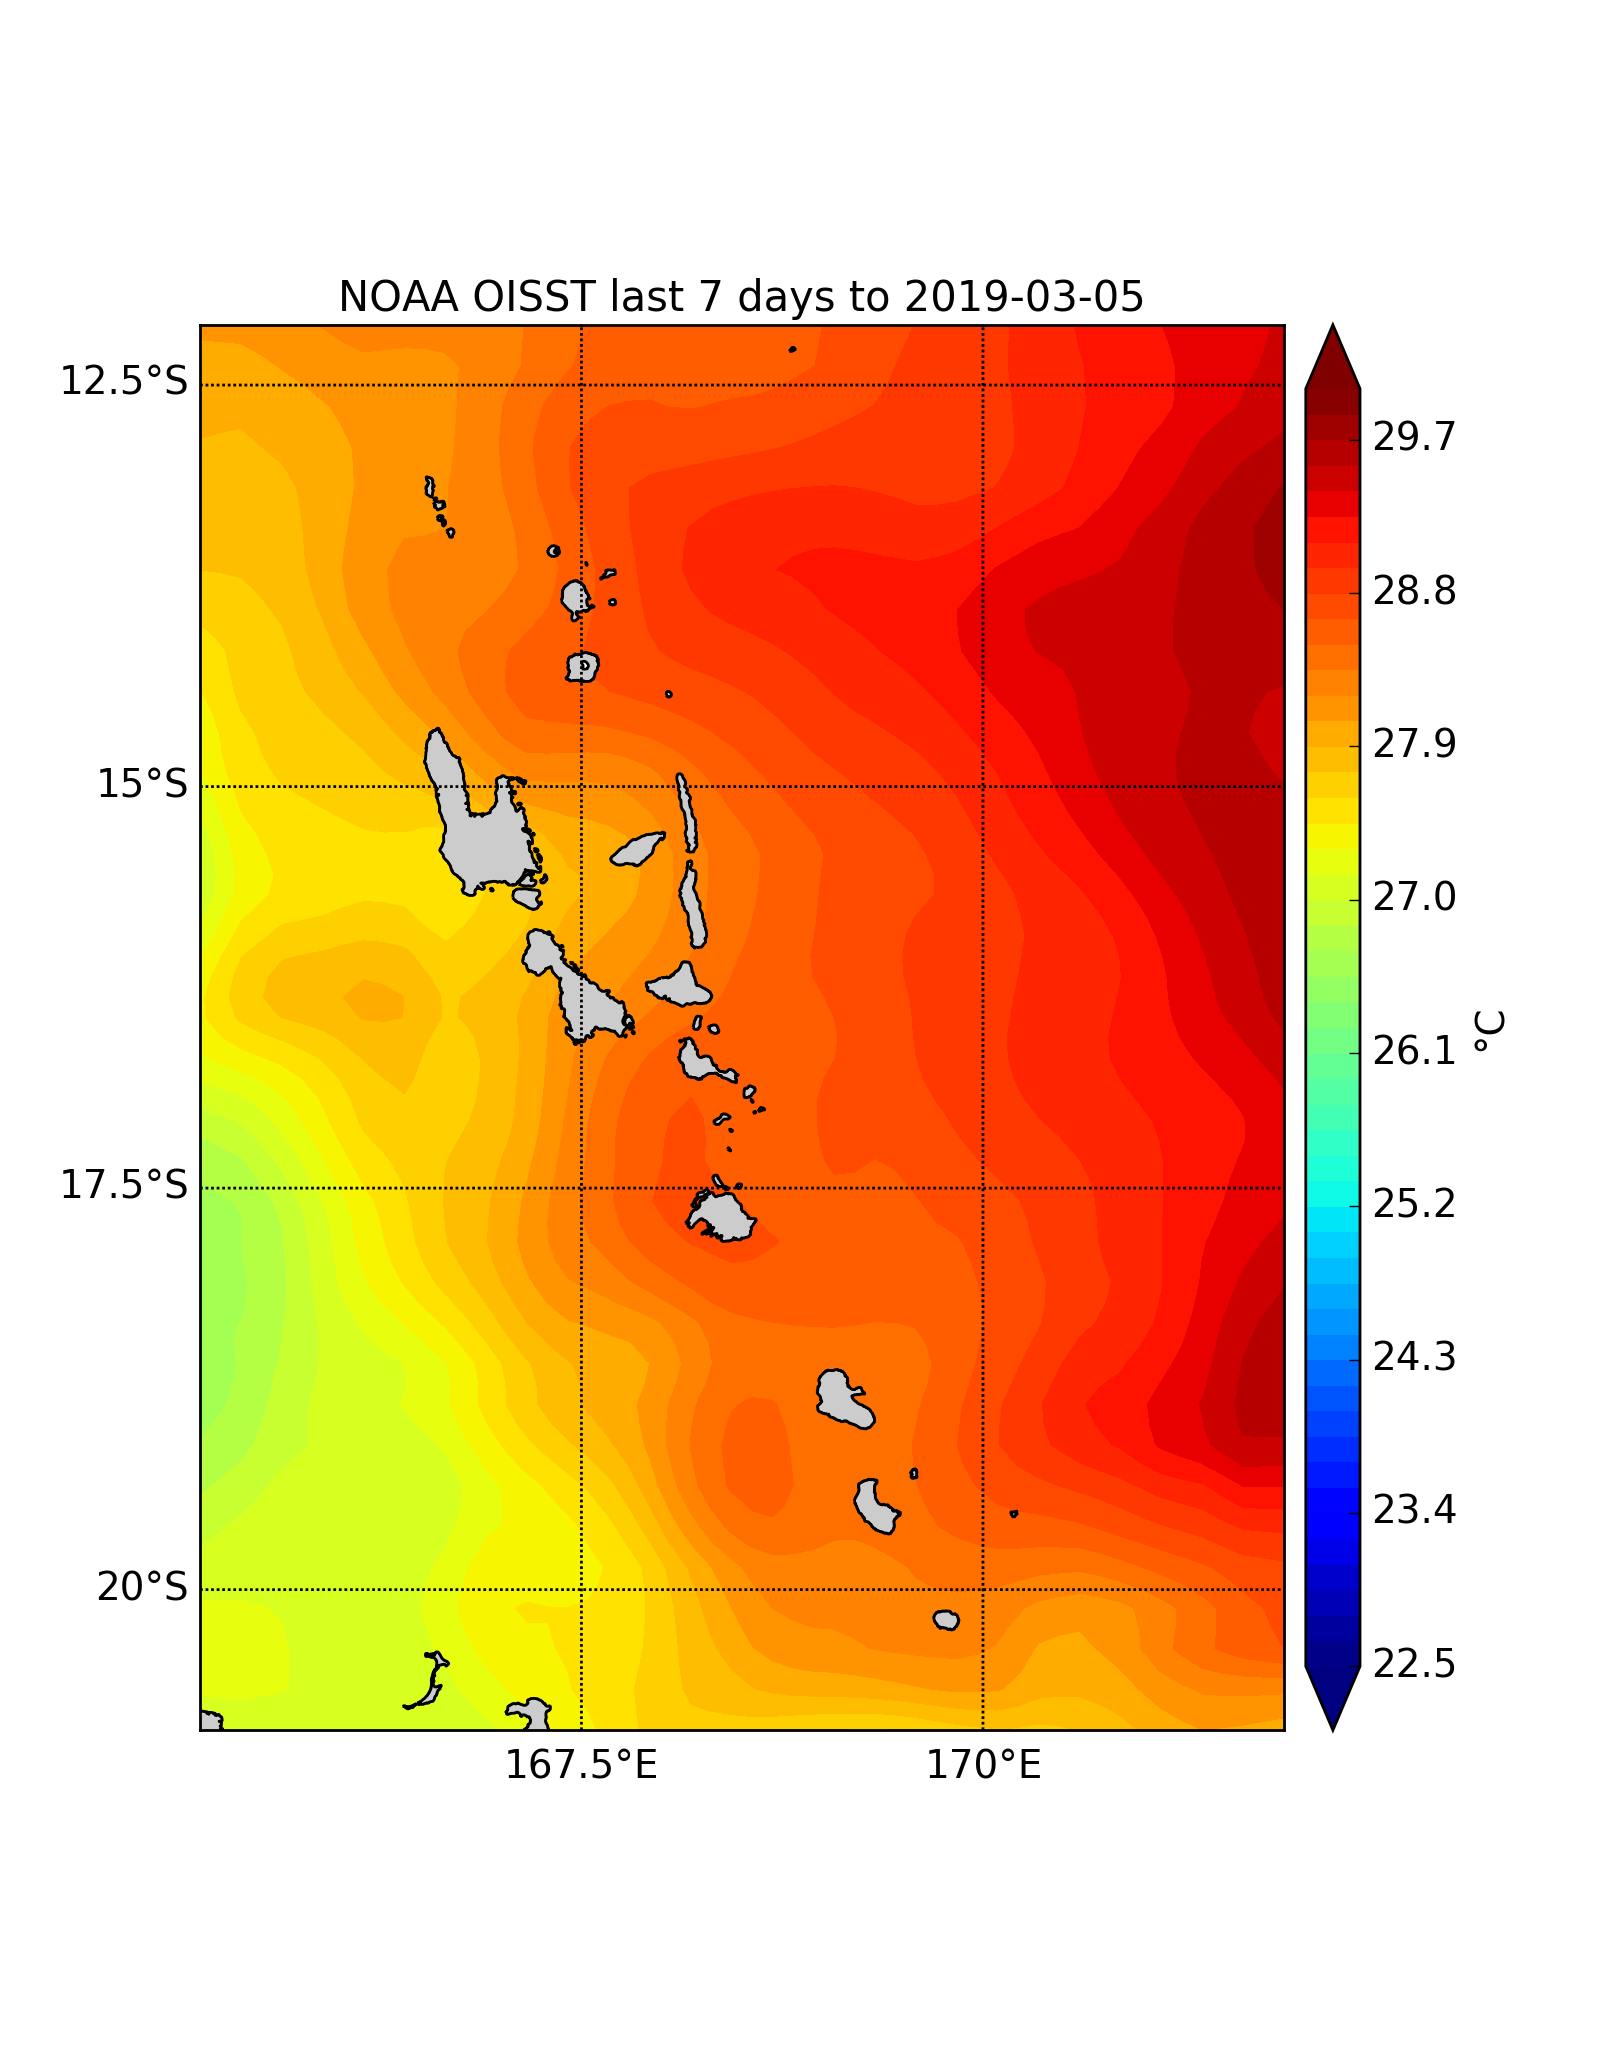 NOAA OISST last 7 days to 2019-03-05
12.5°S
15°S
17.5°S
20°S
167.5°E
170°E
29.7
28.8
27.9
27.0
26.1
25.2
24.3
23.4
22.5
°C